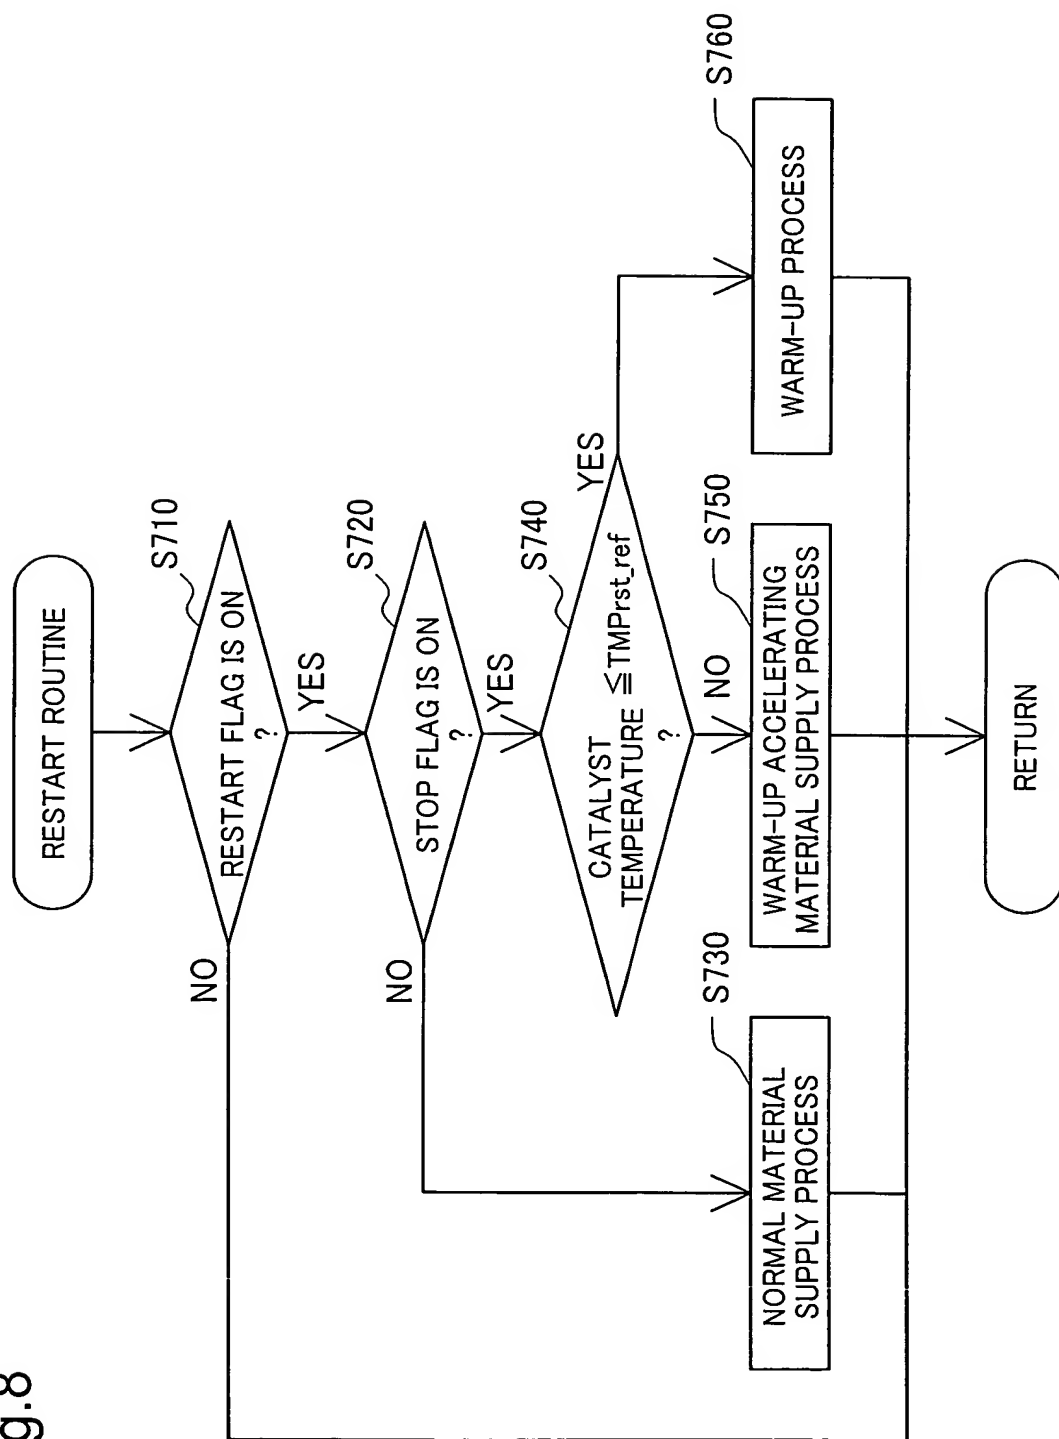 g.8
RESTART ROUTINE
S710
RESTART FLAG IS ON
?
NO
YES
S720
STOP FLAG IS ON
?
NO
YES
S740
CATALYST
TEMPERATURE ≦TMPrst_ref
?
YES
NO
S730
NORMAL MATERIAL
SUPPLY PROCESS
S750
WARM-UP ACCELERATING
MATERIAL SUPPLY PROCESS
S760
WARM-UP PROCESS
RETURN